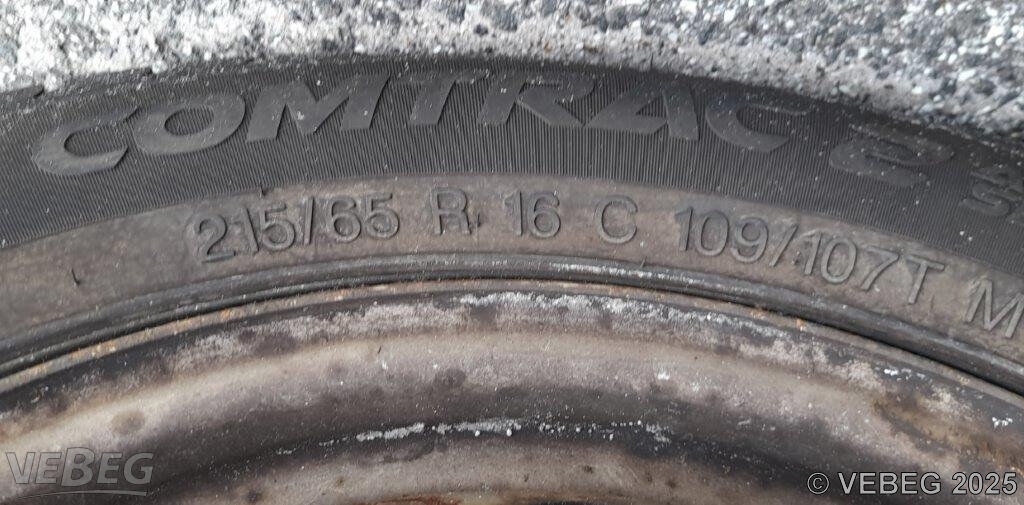 COMTRAC 2
215/65 R 16 C 109/107T M
VEBEG
© VEBEG 2025